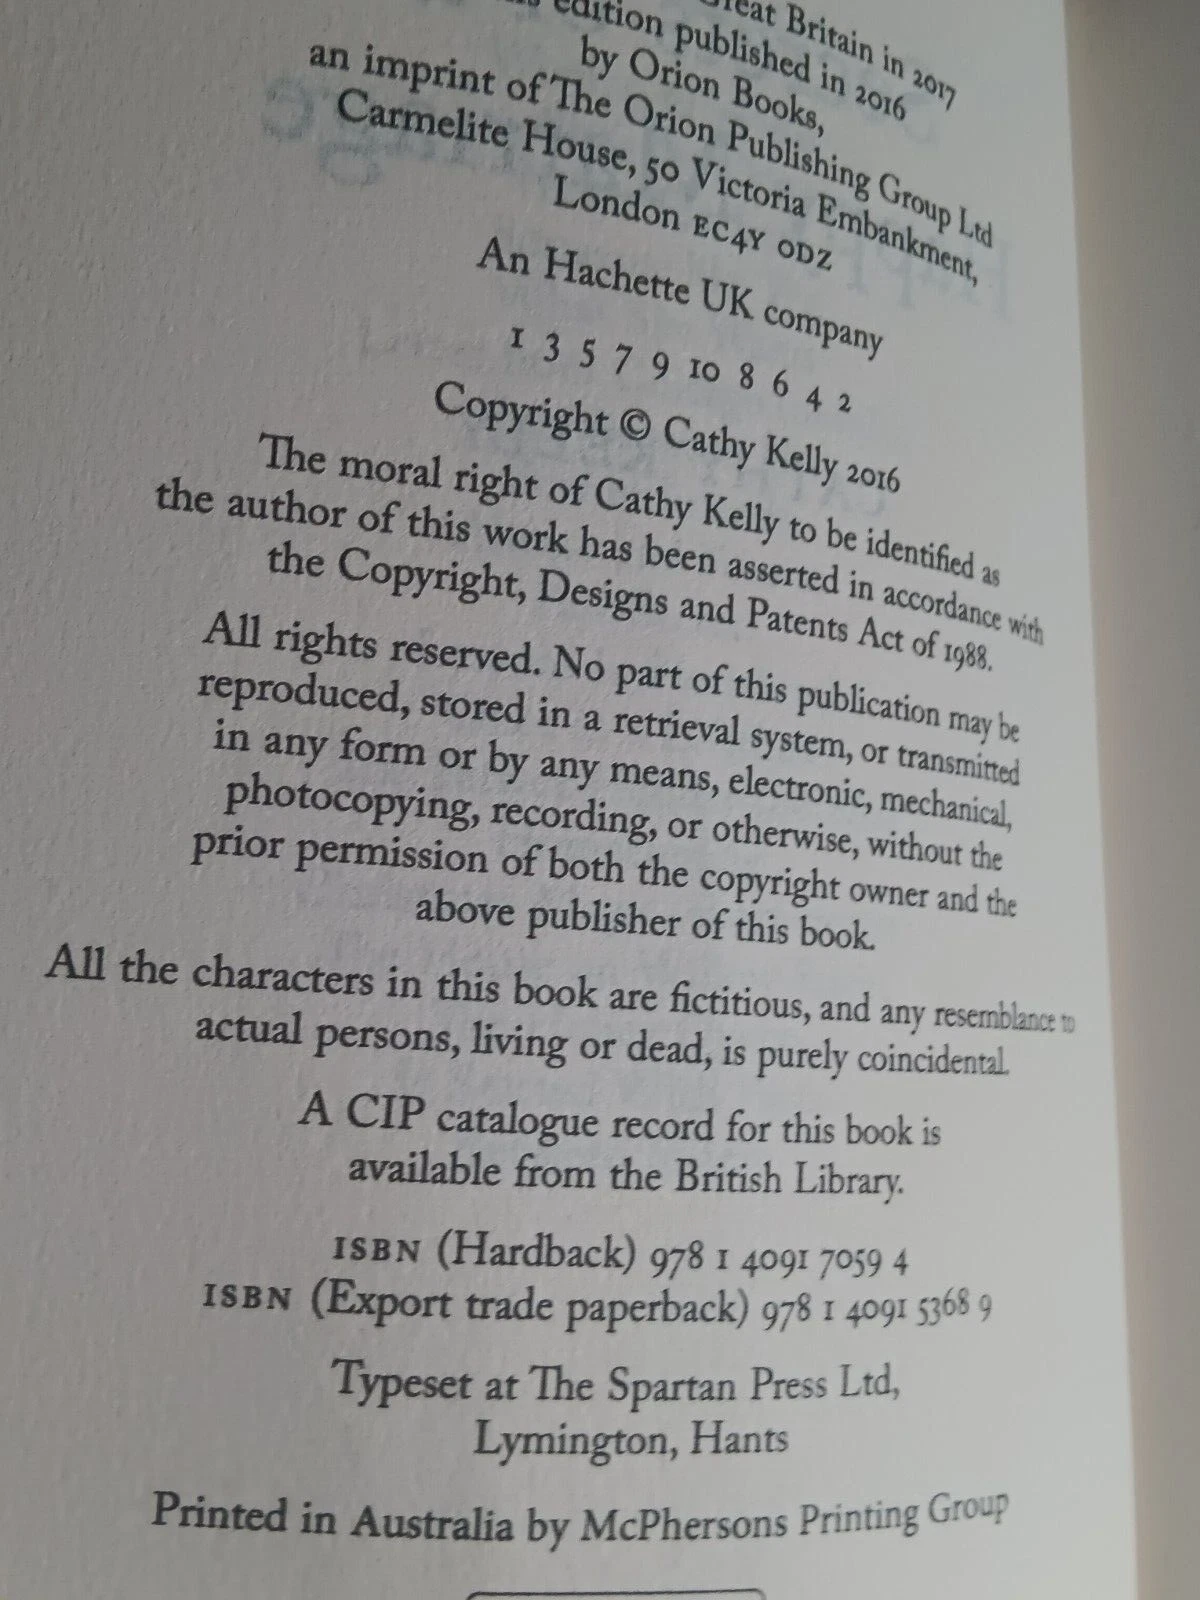 Great Britain in 2017
edition published in 2016
by Orion Books,
an imprint of The Orion Publishing Group Ltd
Carmelite House, 50 Victoria Embankment,
London EC4Y 0DZ
An Hachette UK company
1 3 5 7 9 10 8 6 4 2
Copyright © Cathy Kelly 2016
The moral right of Cathy Kelly to be identified as
the author of this work has been asserted in accordance with
the Copyright, Designs and Patents Act of 1988.
All rights reserved. No part of this publication may be
reproduced, stored in a retrieval system, or transmitted
in any form or by any means, electronic, mechanical,
photocopying, recording, or otherwise, without the
prior permission of both the copyright owner and the
above publisher of this book.
All the characters in this book are fictitious, and any resemblance to
actual persons, living or dead, is purely coincidental.
A CIP catalogue record for this book is
available from the British Library.
ISBN (Hardback) 978 1 4091 7059 4
ISBN (Export trade paperback) 978 1 4091 5368 9
Typeset at The Spartan Press Ltd,
Lymington, Hants
Printed in Australia by McPhersons Printing Group